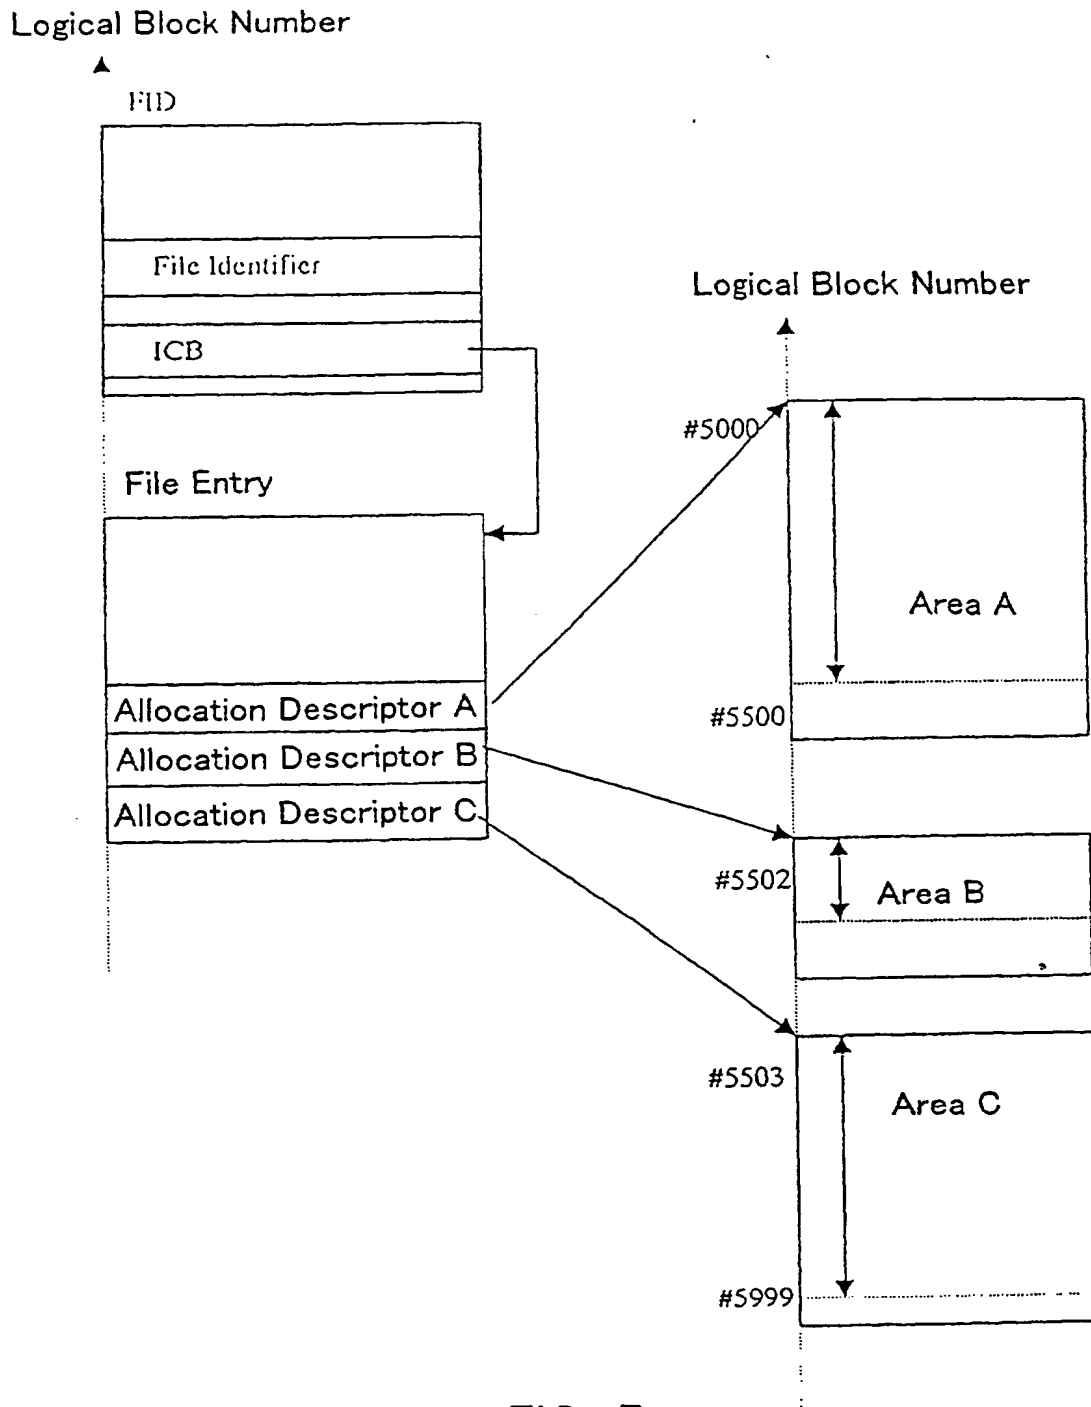 Logical Block Number
FID
File Identifier
ICB
File Entry
Allocation Descriptor A
Allocation Descriptor B
Allocation Descriptor C
Logical Block Number
#5000
Area A
#5500
#5502
Area B
#5503
Area C
#5999